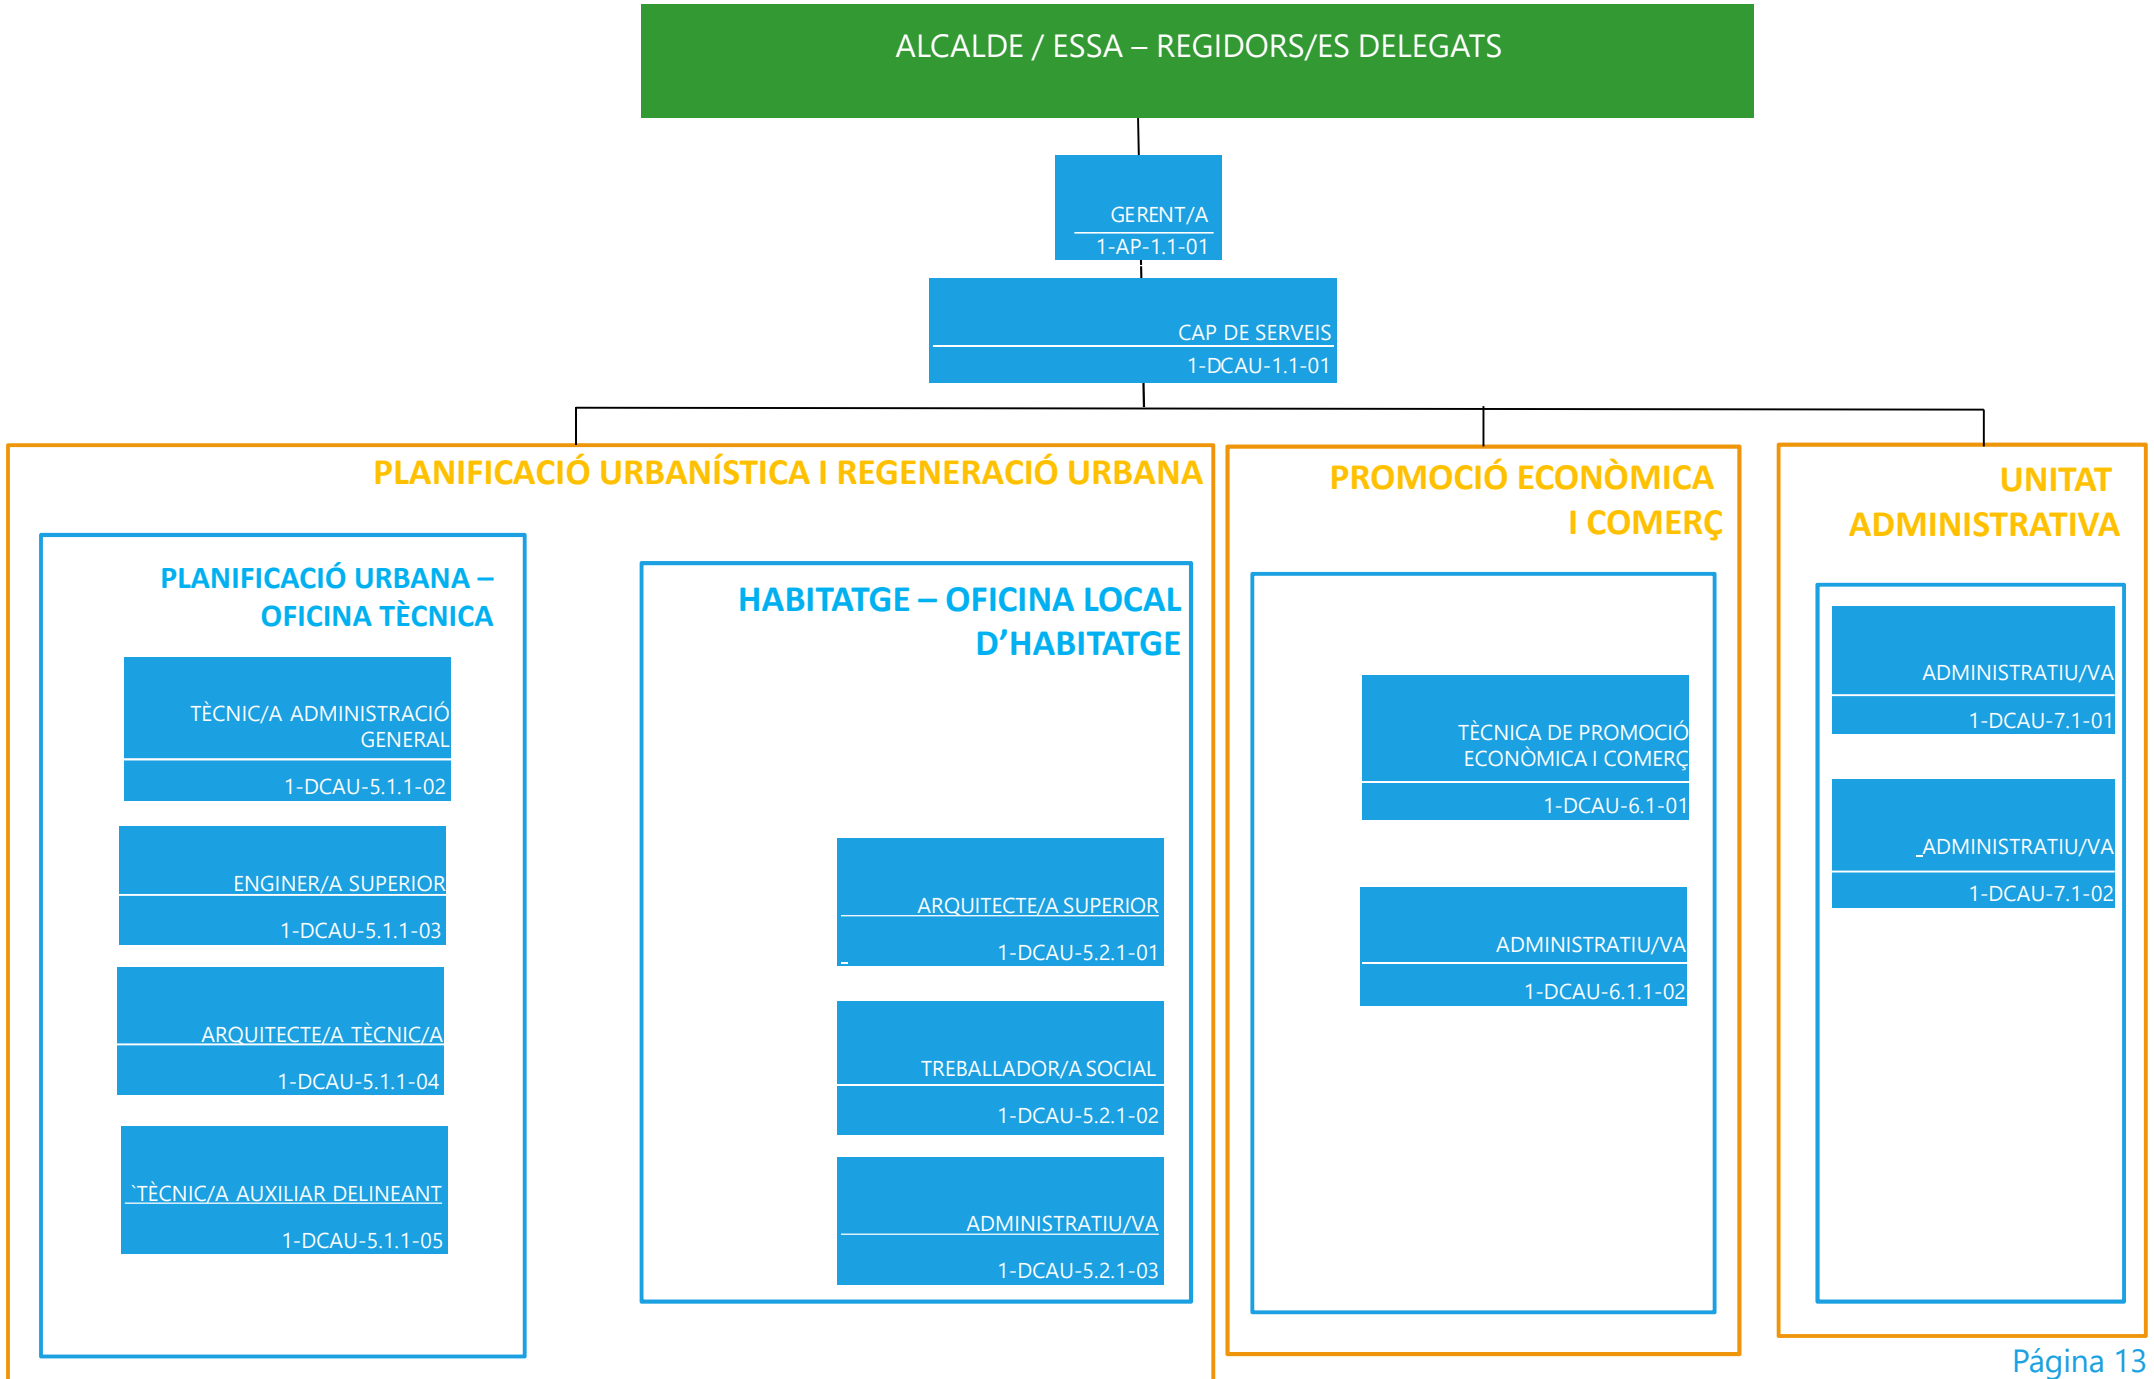 ALCALDE / ESSA – REGIDORS/ES DELEGATS
GERENT/A
1-AP-1.1-01
CAP DE SERVEIS
1-DCAU-1.1-01
PLANIFICACIÓ URBANÍSTICA I REGENERACIÓ URBANA
PLANIFICACIÓ URBANA –
OFICINA TÈCNICA
TÈCNIC/A ADMINISTRACIÓ
GENERAL
1-DCAU-5.1.1-02
ENGINER/A SUPERIOR
1-DCAU-5.1.1-03
ARQUITECTE/A TÈCNIC/A
1-DCAU-5.1.1-04
`TÈCNIC/A AUXILIAR DELINEANT
1-DCAU-5.1.1-05
HABITATGE – OFICINA LOCAL
D’HABITATGE
ARQUITECTE/A SUPERIOR
1-DCAU-5.2.1-01
TREBALLADOR/A SOCIAL
1-DCAU-5.2.1-02
ADMINISTRATIU/VA
1-DCAU-5.2.1-03
PROMOCIÓ ECONÒMICA
I COMERÇ
TÈCNICA DE PROMOCIÓ
ECONÒMICA I COMERÇ
1-DCAU-6.1-01
ADMINISTRATIU/VA
1-DCAU-6.1.1-02
UNITAT
ADMINISTRATIVA
ADMINISTRATIU/VA
1-DCAU-7.1-01
_ADMINISTRATIU/VA
1-DCAU-7.1-02
Página 13